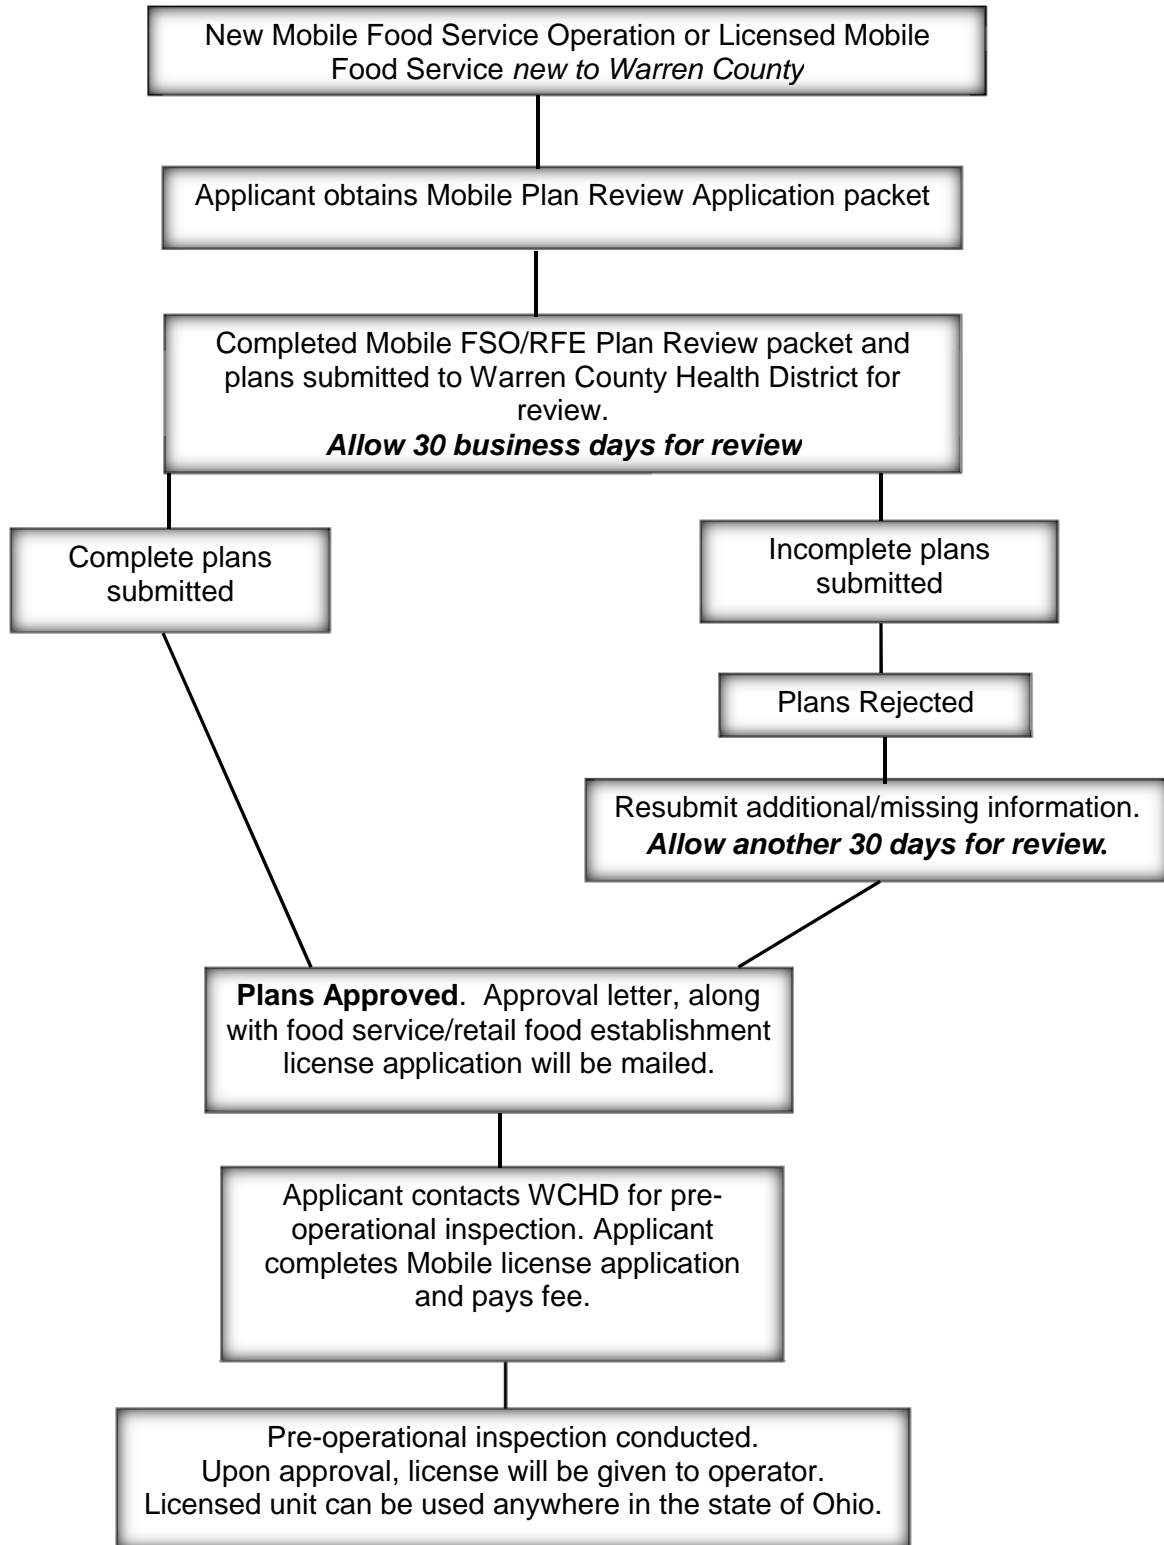 New Mobile Food Service Operation or Licensed Mobile
Food Service new to Warren County
Applicant obtains Mobile Plan Review Application packet
Completed Mobile FSO/RFE Plan Review packet and
plans submitted to Warren County Health District for
review.
Allow 30 business days for review
Complete plans
submitted
Incomplete plans
submitted
Plans Rejected
Resubmit additional/missing information.
Allow another 30 days for review.
Plans Approved.  Approval letter, along
with food service/retail food establishment
license application will be mailed.
Applicant contacts WCHD for pre-
operational inspection. Applicant
completes Mobile license application
and pays fee.
Pre-operational inspection conducted.
Upon approval, license will be given to operator.
Licensed unit can be used anywhere in the state of Ohio.